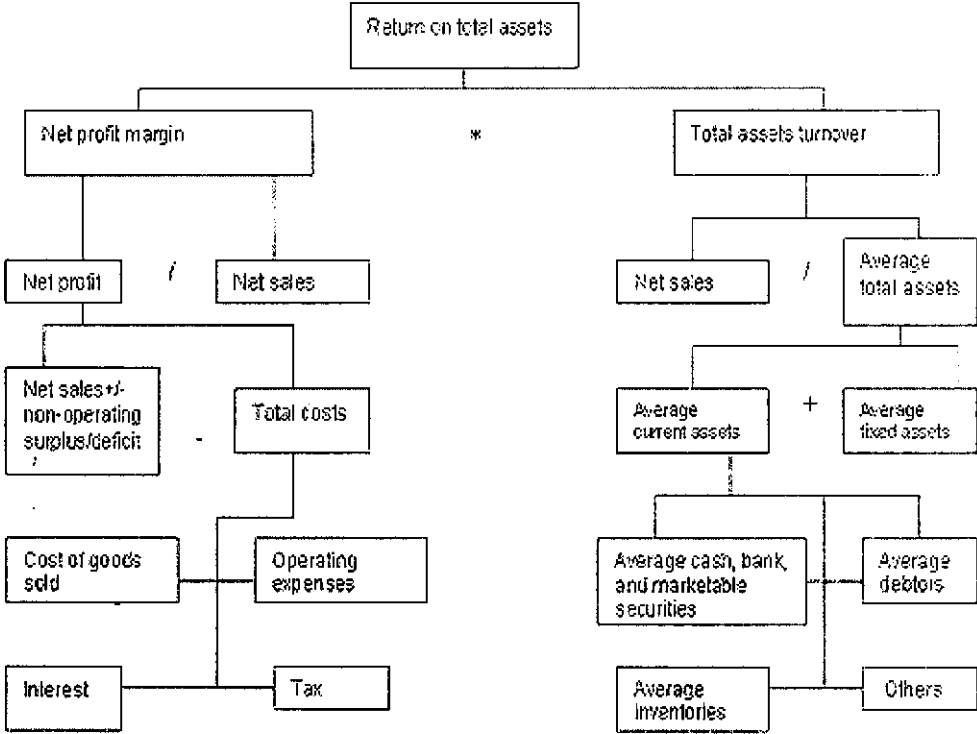 Return on total assets
Net profit margin
*
Total assets turnover
Net profit
/
Net sales
Net sales
/
Average
total assets
Net sales+/-
non-operating
surplus/deficit
-
Total costs
Average
current assets
+
Average
fixed assets
Cost of goods
sold
Operating
expenses
Average cash, bank,
and marketable
securities
Average
debtors
Interest
Tax
Average
inventories
Others